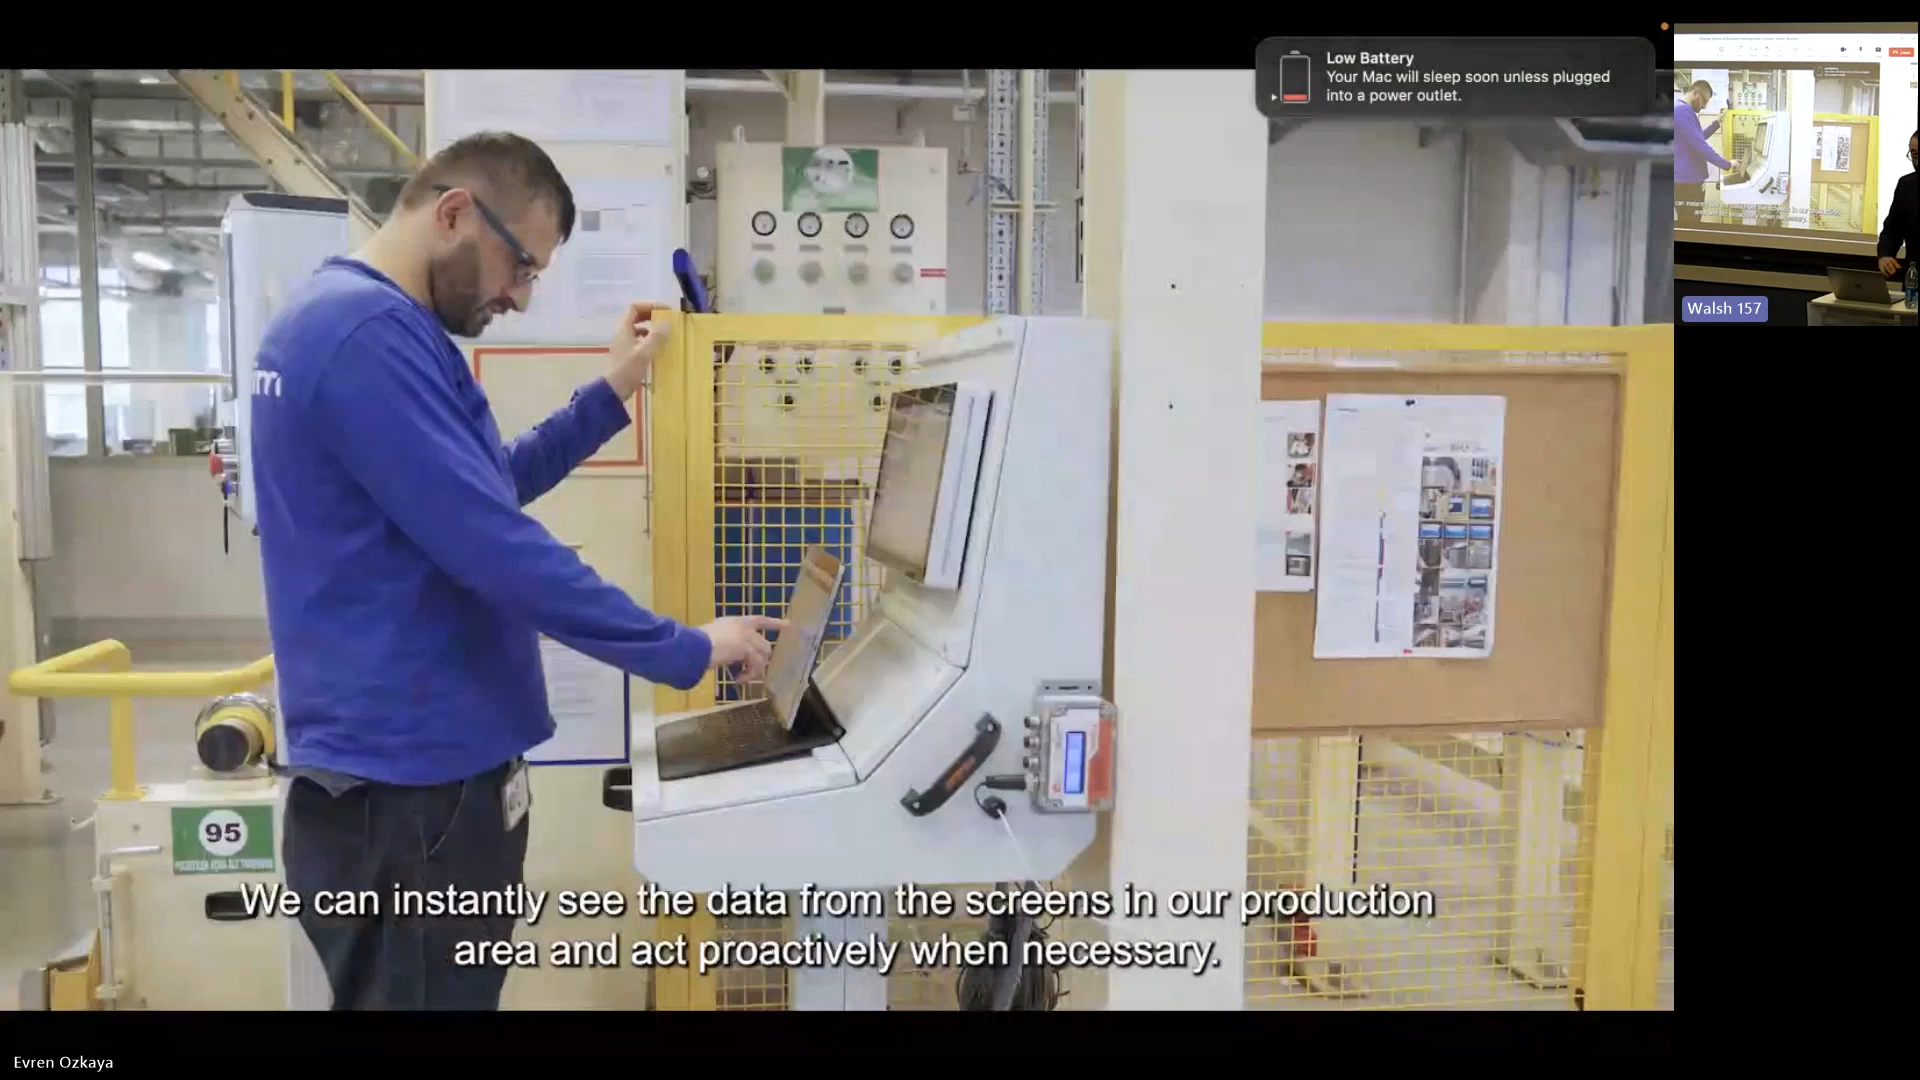 Low Battery
Your Mac will sleep soon unless plugged
into a power outlet.
Walsh 157
95
We can instantly see the data from the screens in our production
area and act proactively when necessary.
Evren Ozkaya